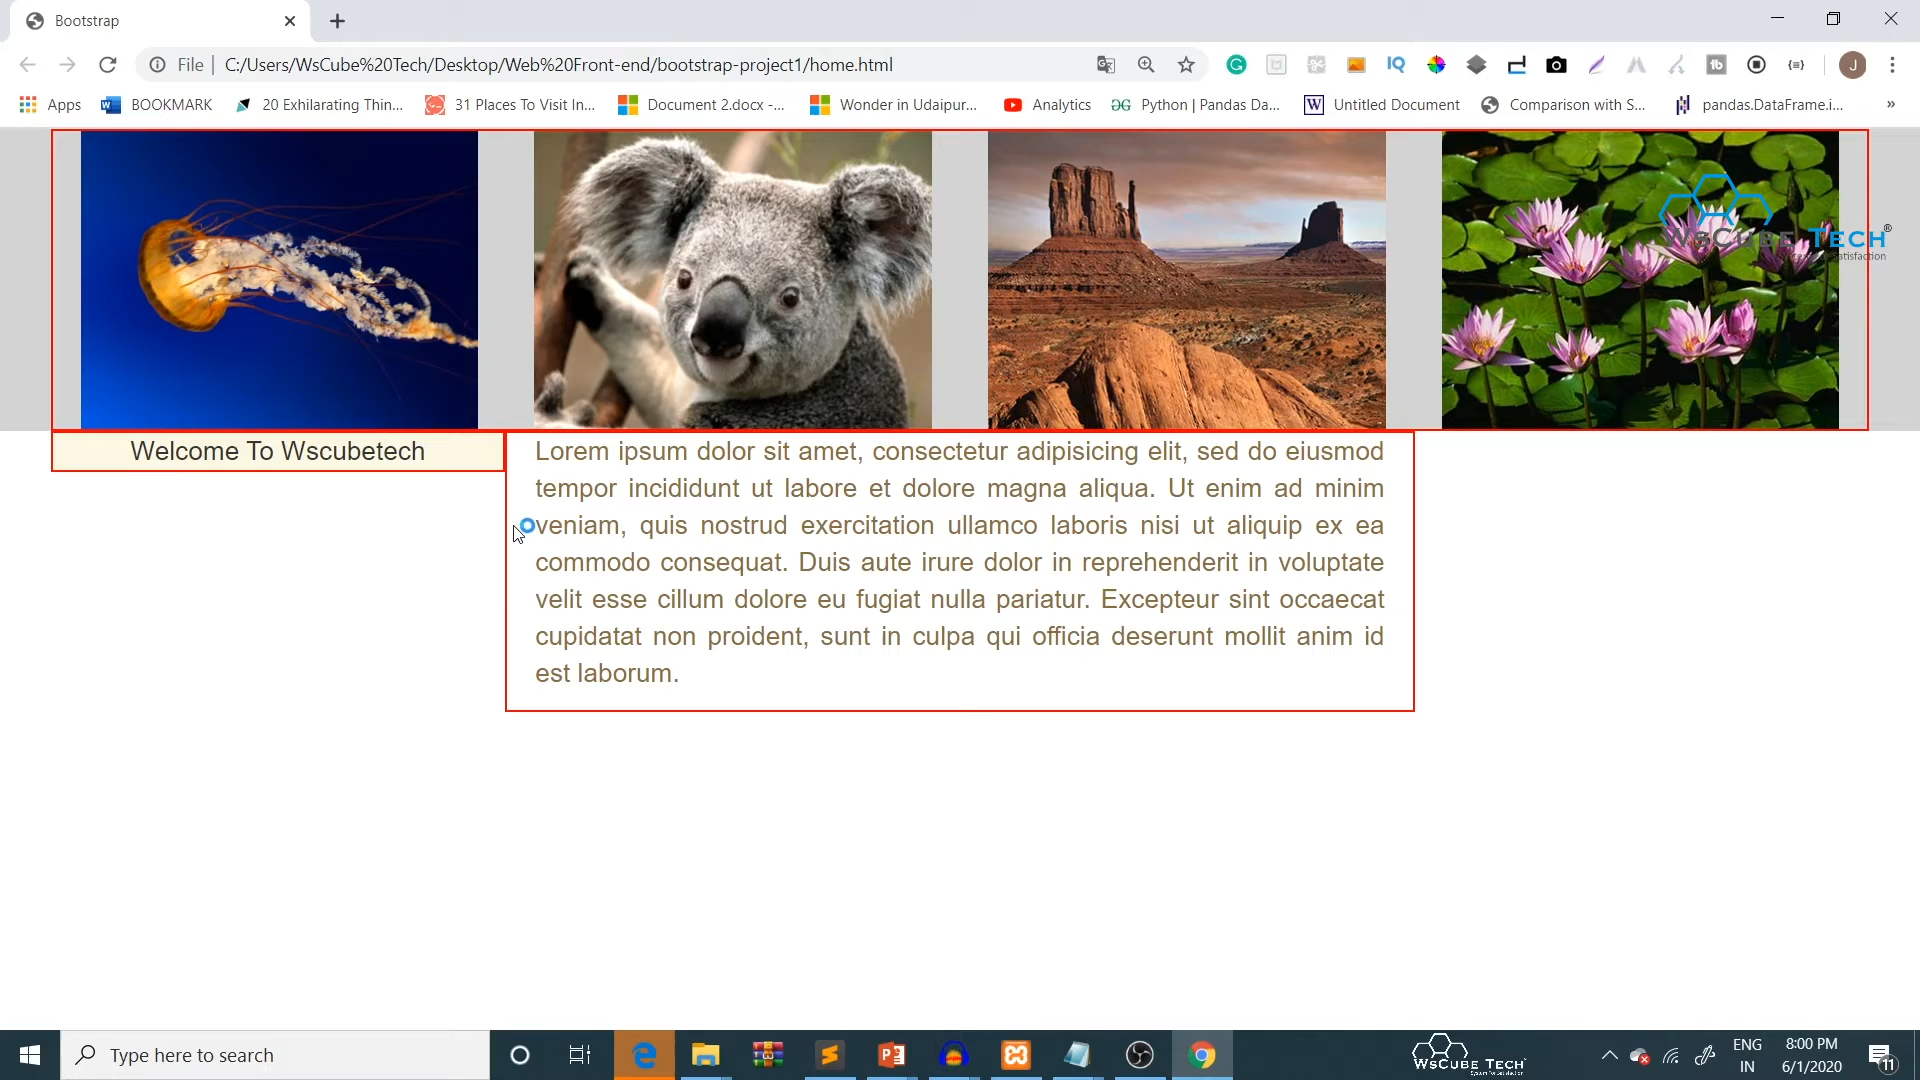 Bootstrap
File
C:/Users/WsCube%20Tech/Desktop/Web%20Front-end/bootstrap-project1/home.html
IQ
J
Apps
BOOKMARK
20 Exhilarating Thin...
31 Places To Visit In...
Document 2.docx -...
Wonder in Udaipur...
Analytics
Python | Pandas Da...
Untitled Document
Comparison with S...
pandas.DataFrame.i...
»
WsCube Tech®
Satisfaction
Welcome To Wscubetech
Lorem ipsum dolor sit amet, consectetur adipisicing elit, sed do eiusmod
tempor incididunt ut labore et dolore magna aliqua. Ut enim ad minim
veniam, quis nostrud exercitation ullamco laboris nisi ut aliquip ex ea
commodo consequat. Duis aute irure dolor in reprehenderit in voluptate
velit esse cillum dolore eu fugiat nulla pariatur. Excepteur sint occaecat
cupidatat non proident, sunt in culpa qui officia deserunt mollit anim id
est laborum.
Type here to search
WsCube Tech
ENG
IN
8:00 PM
6/1/2020
11